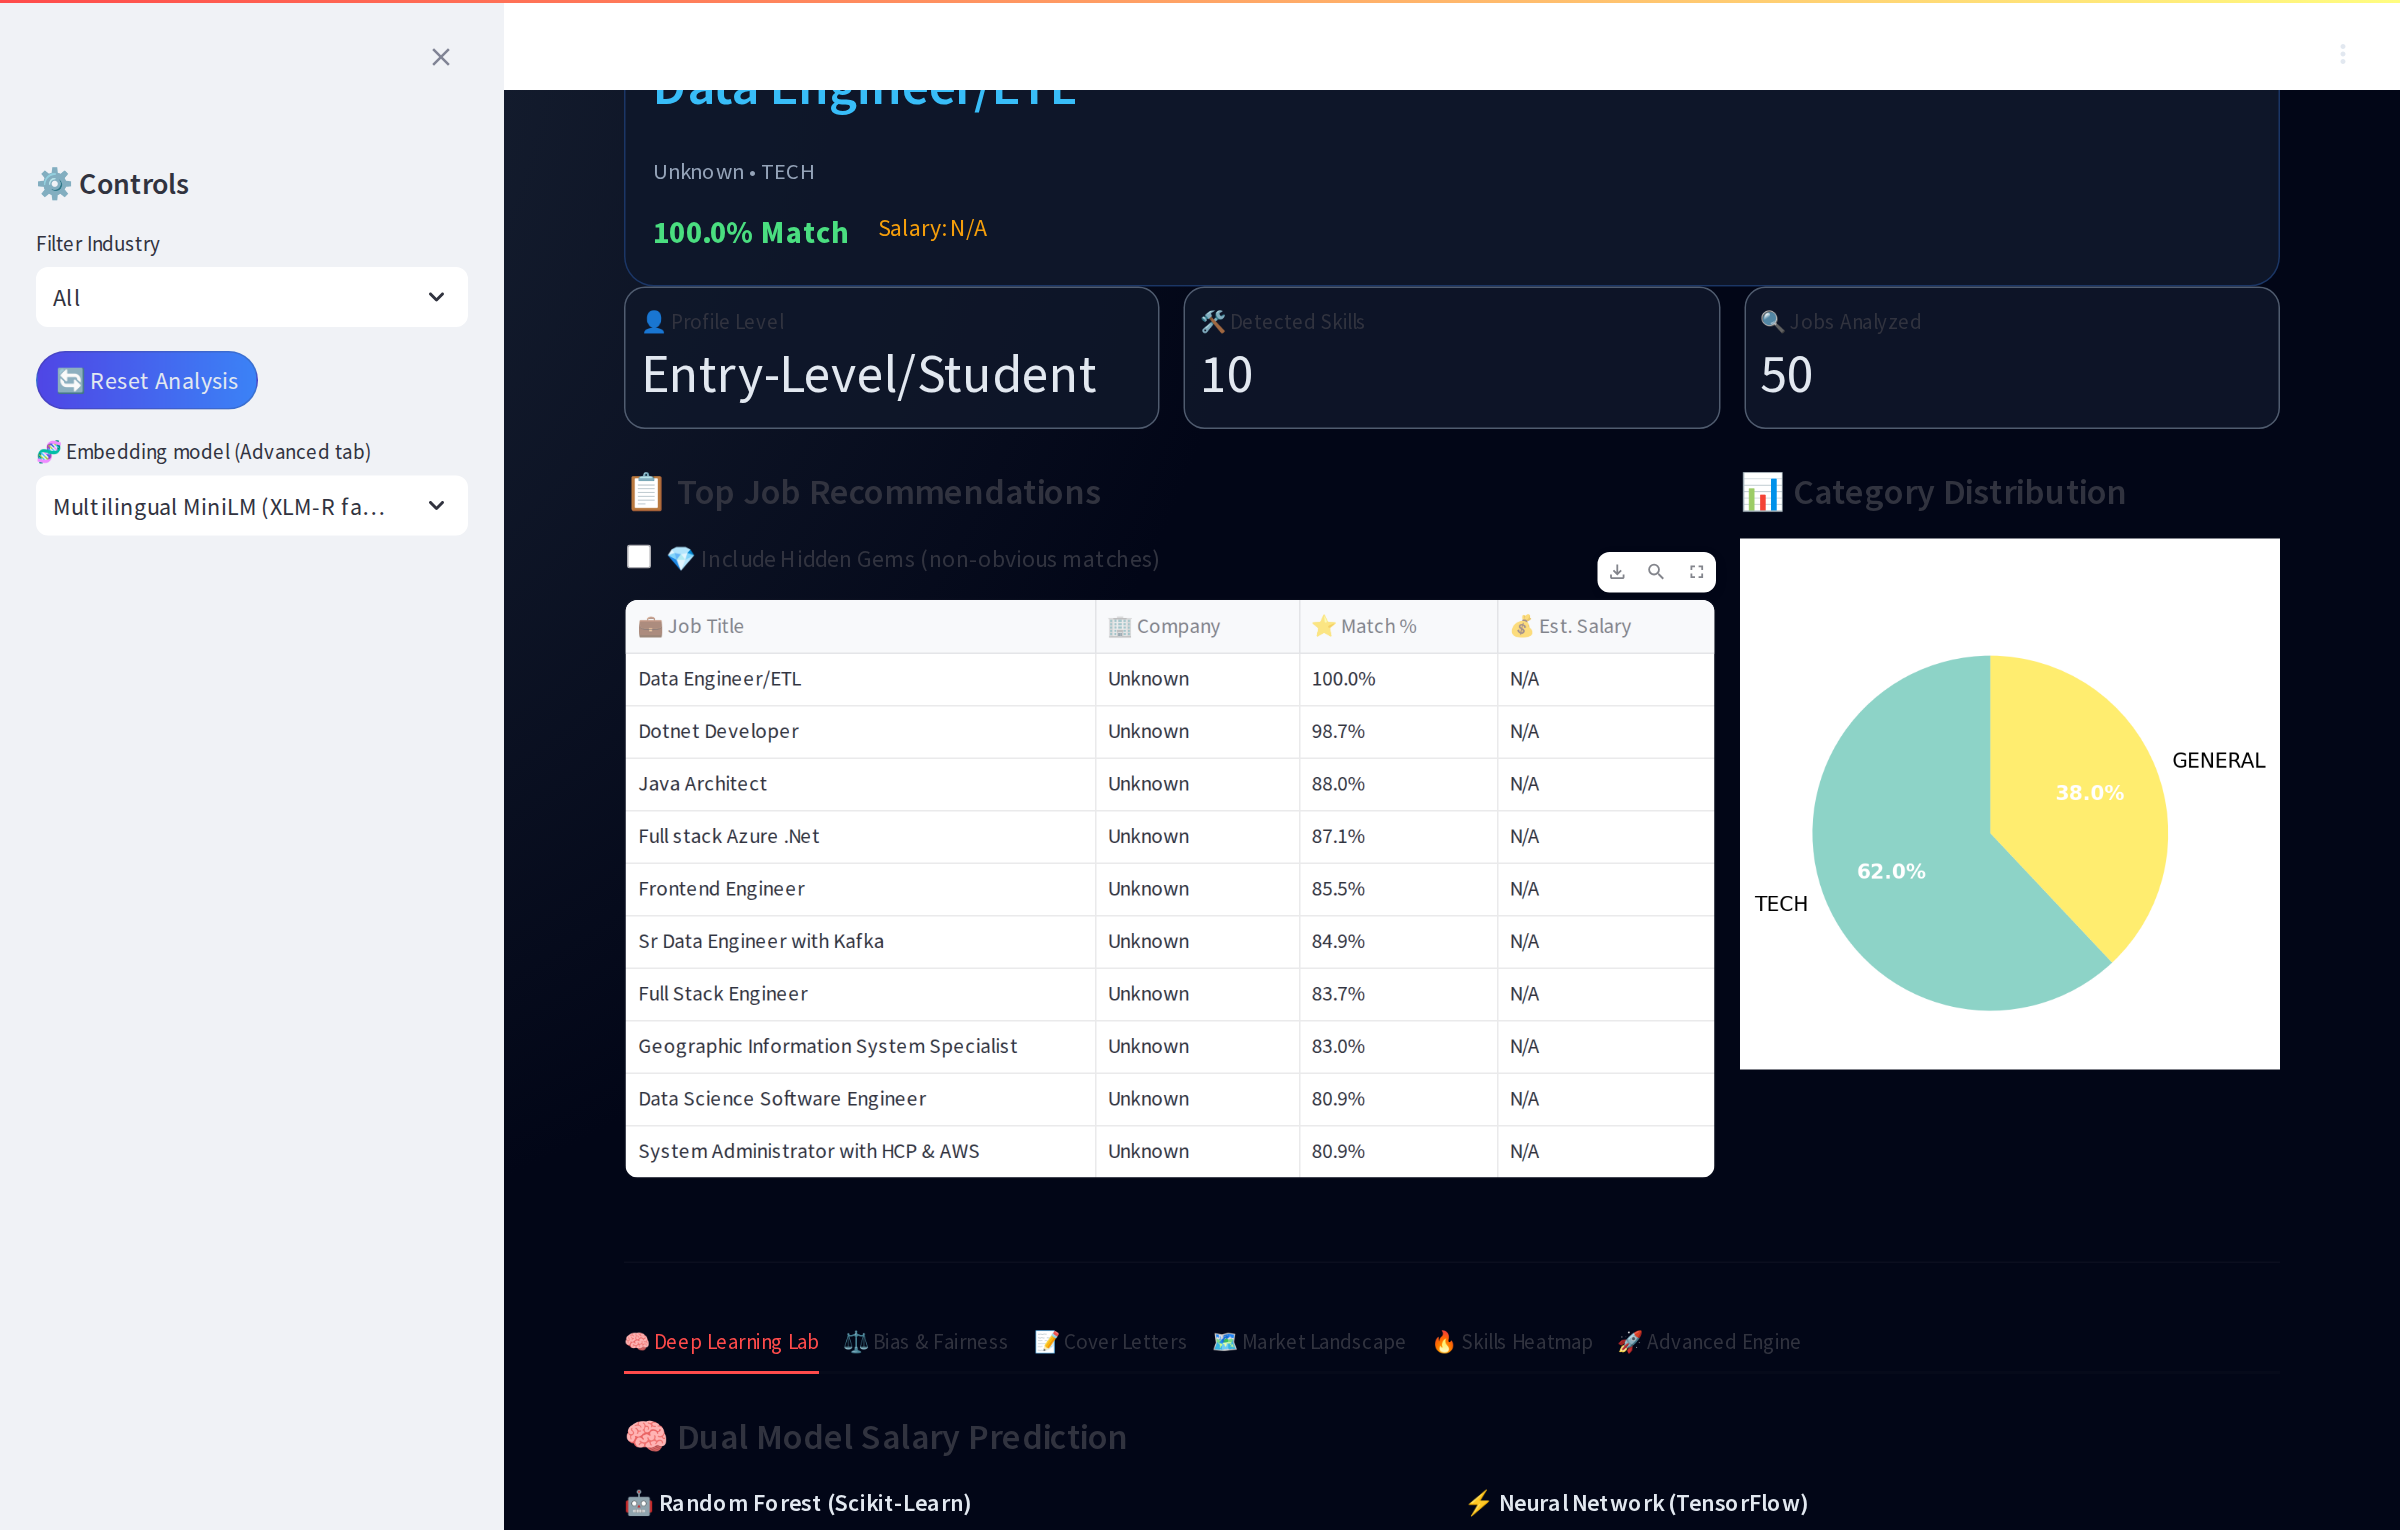 ⚙️ Controls
Filter Industry
All
🔄 Reset Analysis
🧬 Embedding model (Advanced tab)
Multilingual MiniLM (XLM-R fa...
Data Engineer/ETL
Unknown • TECH
100.0% Match Salary: N/A
👤 Profile Level
Entry-Level/Student
🛠️ Detected Skills
10
🔍 Jobs Analyzed
50
📋 Top Job Recommendations
💎 Include Hidden Gems (non-obvious matches)
💼 Job Title 🏢 Company ⭐ Match % 💰 Est. Salary
Data Engineer/ETL Unknown 100.0% N/A
Dotnet Developer Unknown 98.7% N/A
Java Architect Unknown 88.0% N/A
Full stack Azure .Net Unknown 87.1% N/A
Frontend Engineer Unknown 85.5% N/A
Sr Data Engineer with Kafka Unknown 84.9% N/A
Full Stack Engineer Unknown 83.7% N/A
Geographic Information System Specialist Unknown 83.0% N/A
Data Science Software Engineer Unknown 80.9% N/A
System Administrator with HCP & AWS Unknown 80.9% N/A
📊 Category Distribution
GENERAL
38.0%
62.0%
TECH
🧠 Deep Learning Lab ⚖️ Bias & Fairness 📝 Cover Letters 🗺️ Market Landscape 🔥 Skills Heatmap 🚀 Advanced Engine
🧠 Dual Model Salary Prediction
🤖 Random Forest (Scikit-Learn)
⚡ Neural Network (TensorFlow)